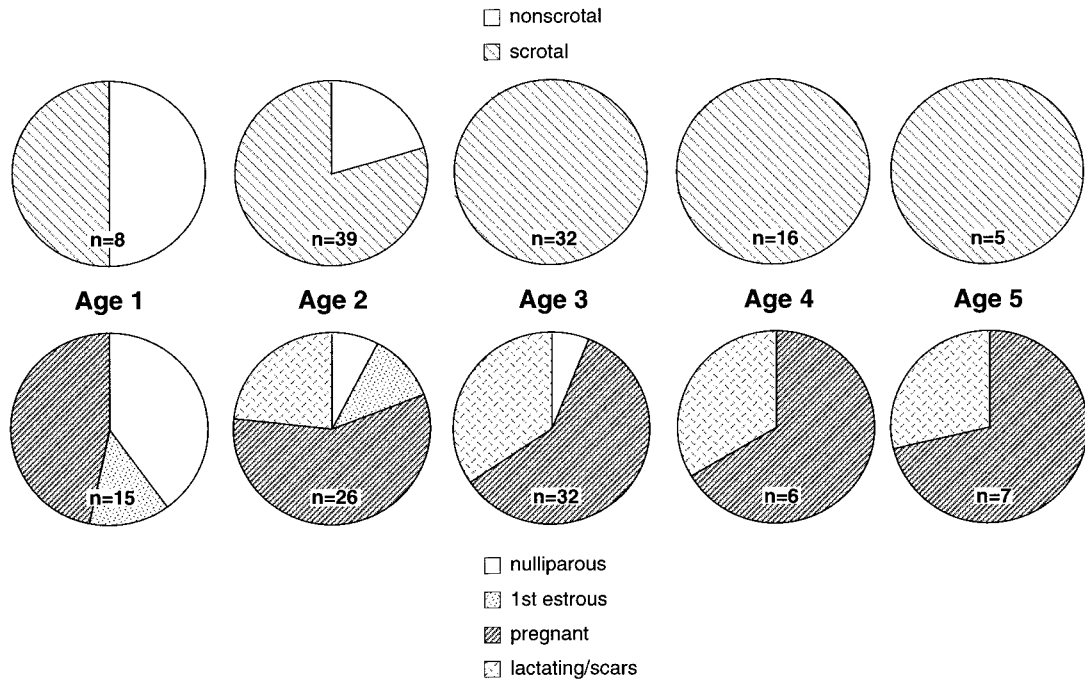 nonscrotal
scrotal
n=8
n=39
n=32
n=16
n=5
Age 1
Age 2
Age 3
Age 4
Age 5
n=15
n=26
n=32
n=6
n=7
nulliparous
1st estrous
pregnant
lactating/scars